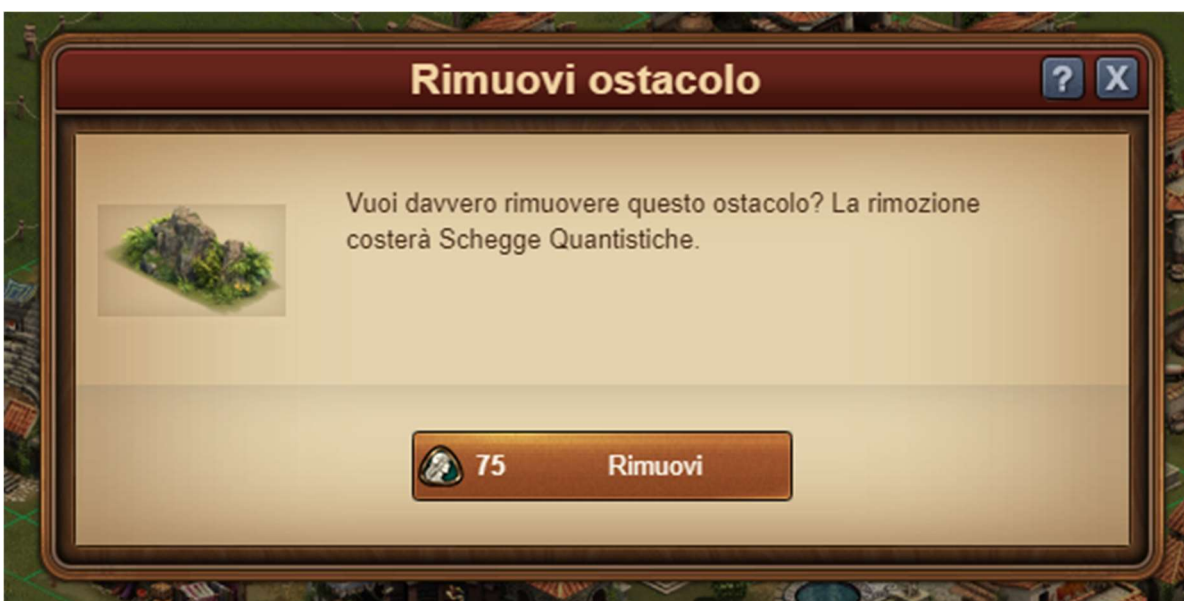 Rimuovi ostacolo
? X
Vuoi davvero rimuovere questo ostacolo? La rimozione
costerà Schegge Quantistiche.
75 Rimuovi